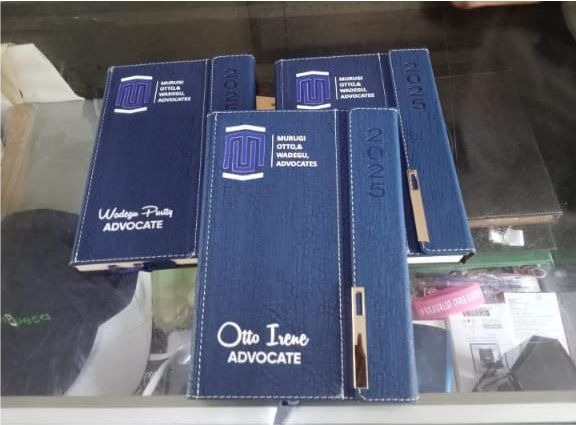 MURUGI
OTTO,&
WADEGU,
ADVOCATES
2025
Wadegu Purity
ADVOCATE
MURUGI
OTTO,&
WADEGU,
ADVOCATES
2025
MURUGI
OTTO,&
WADEGU,
ADVOCATES
2025
Otto Irene
ADVOCATE